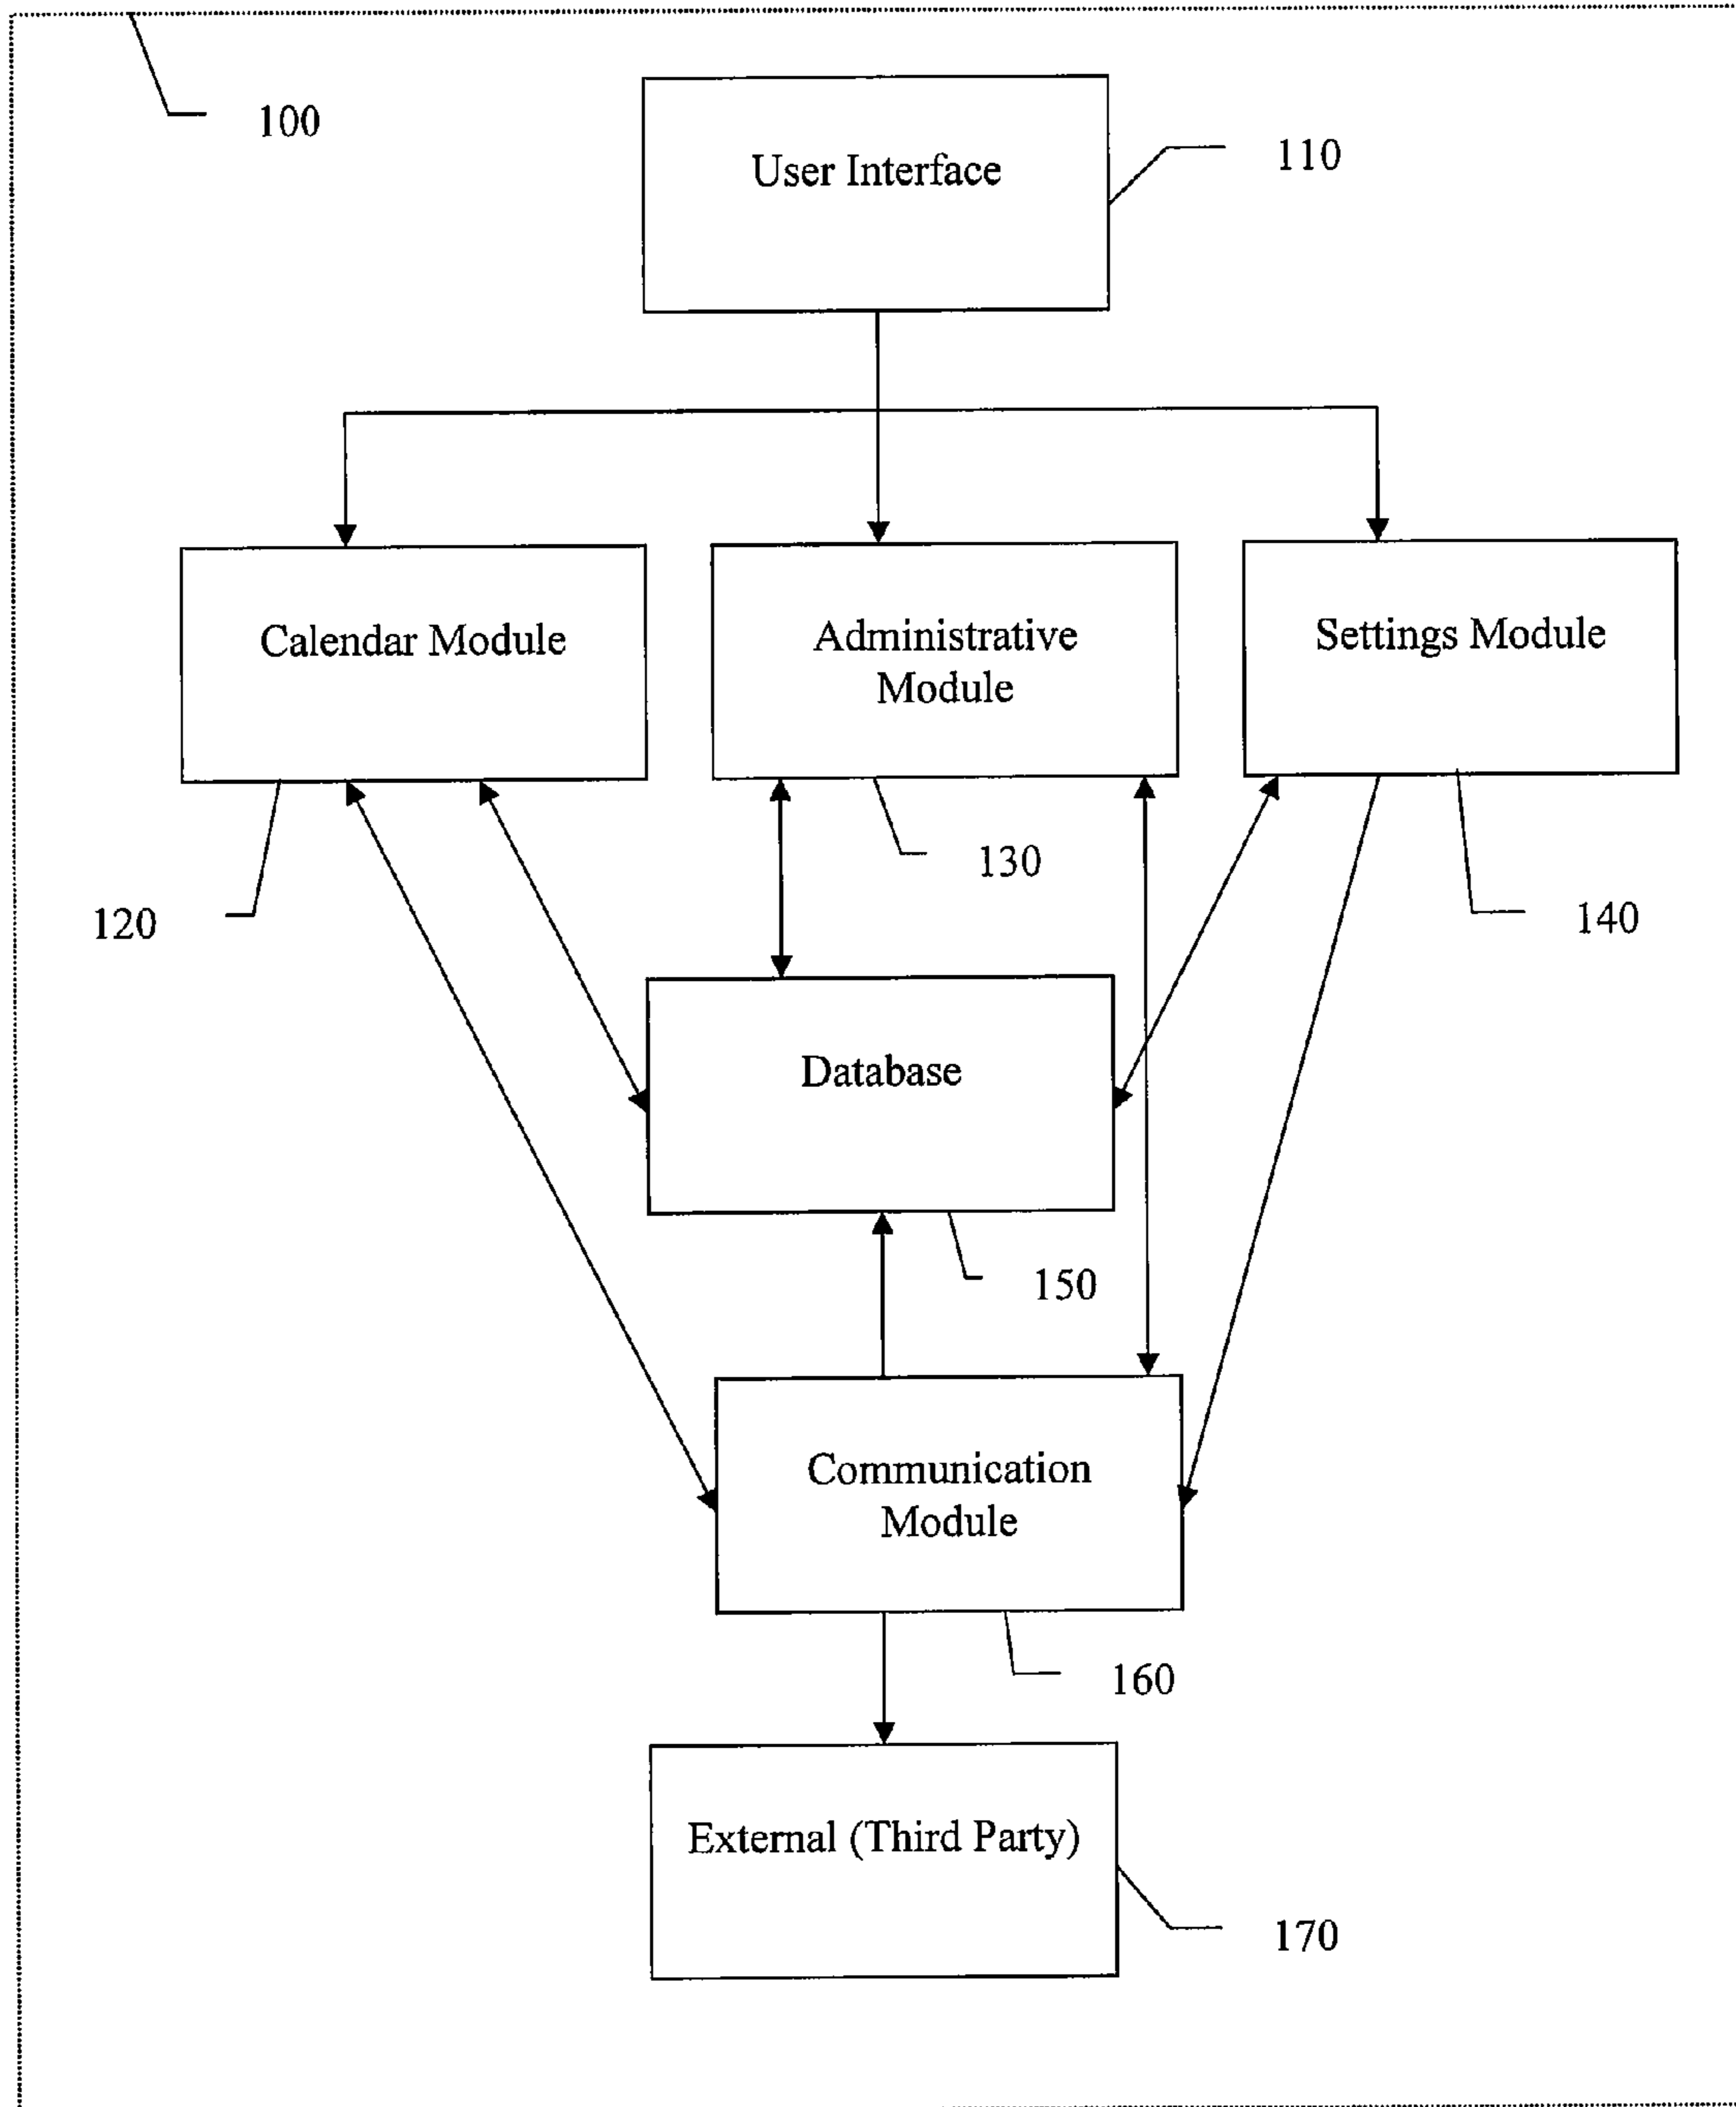 100
User Interface
110
Calendar Module
Administrative
Module
Settings Module
120
130
140
Database
150
Communication
Module
160
External (Third Party)
170